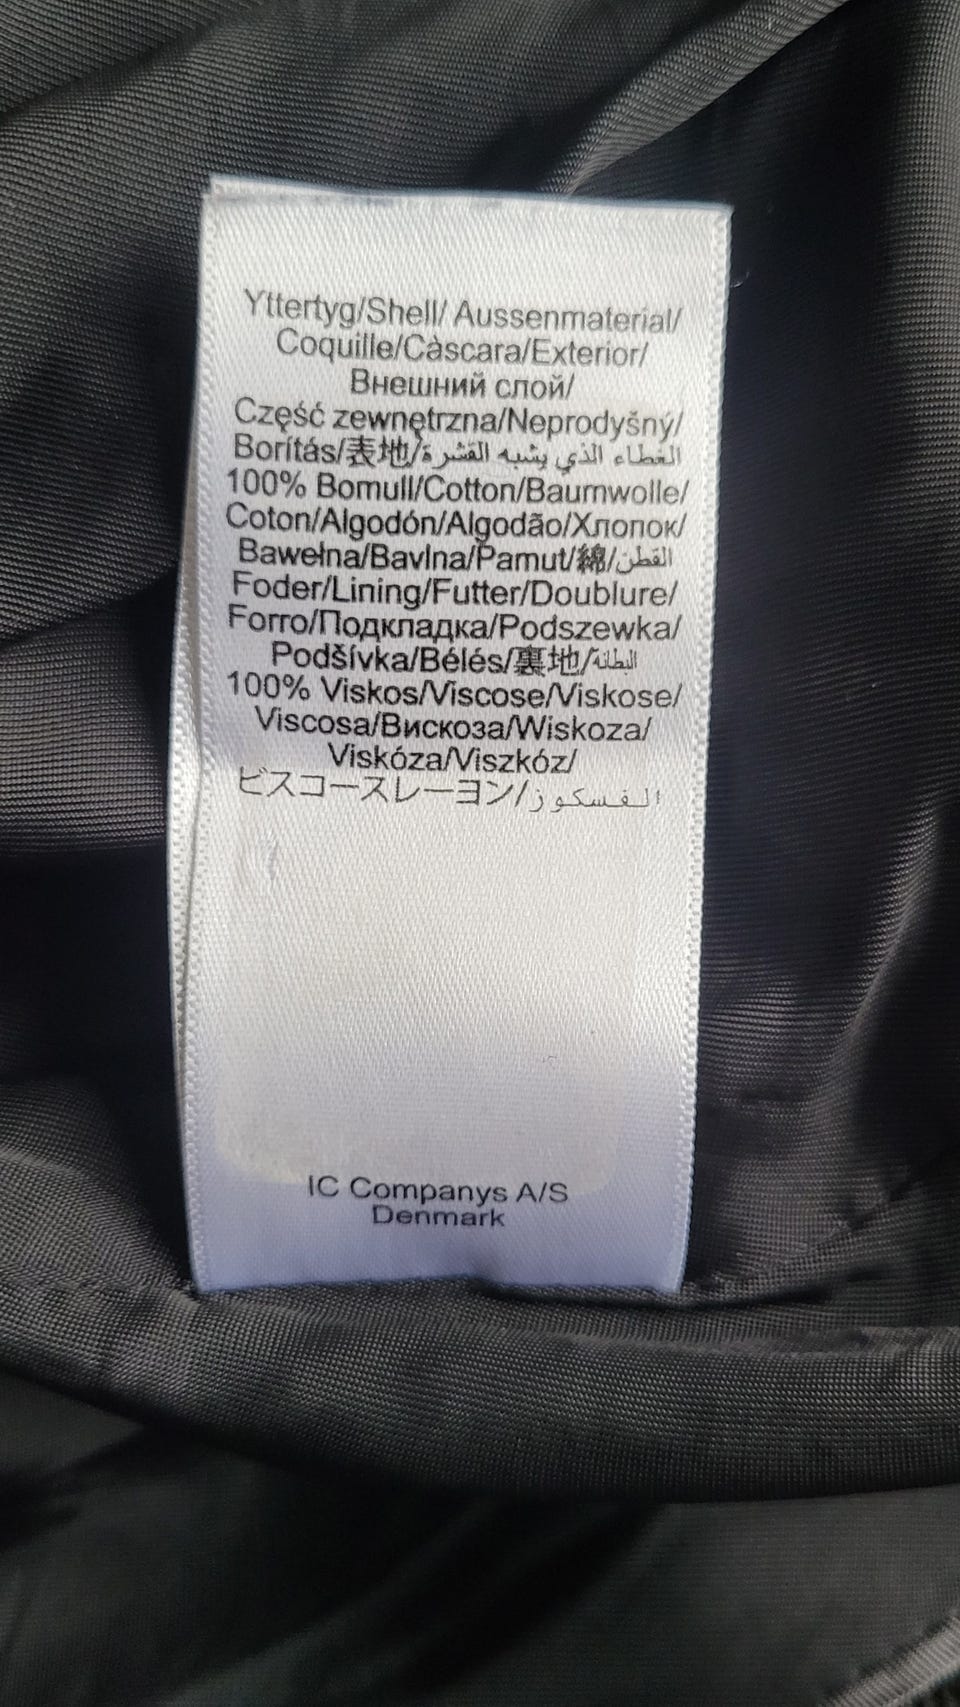 Yttertyg/Shell/ Aussenmaterial/
Coquille/Càscara/Exterior/
Внешний слой/
Część zewnętrzna/Neprodyšný/
Borítás/表地/الغطاء الذي يشبه القشرة
100% Bomull/Cotton/Baumwolle/
Coton/Algodón/Algodão/Хлопок/
Bawełna/Bavlna/Pamut/綿/القطن
Foder/Lining/Futter/Doublure/
Forro/Подкладка/Podszewka/
Podšívka/Bélés/裏地/البطانة
100% Viskos/Viscose/Viskose/
Viscosa/Вискоза/Wiskoza/
Viskóza/Viszkóz/
ビスコースレーヨン/الفسكوز
IC Companys A/S
Denmark